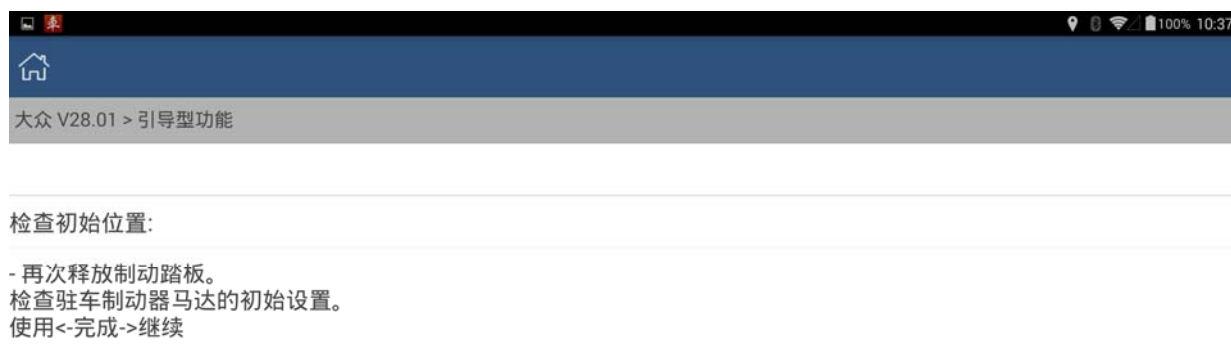 車 100% 10:37
大众 V28.01 > 引导型功能
检查初始位置:
- 再次释放制动踏板。
检查驻车制动器马达的初始设置。
使用<-完成->继续